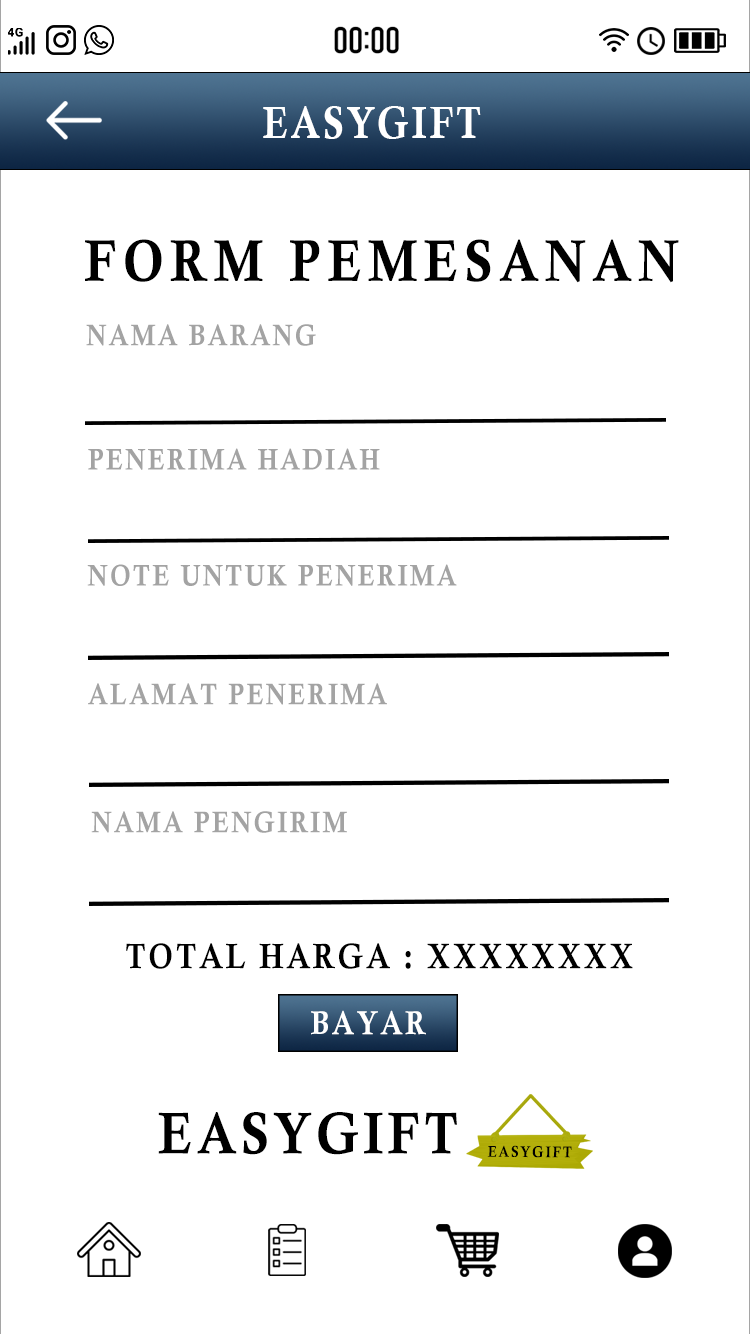 4G 00:00
EASYGIFT
FORM PEMESANAN
NAMA BARANG
PENERIMA HADIAH
NOTE UNTUK PENERIMA
ALAMAT PENERIMA
NAMA PENGIRIM
TOTAL HARGA : XXXXXXXX
BAYAR
EASYGIFT EASYGIFT